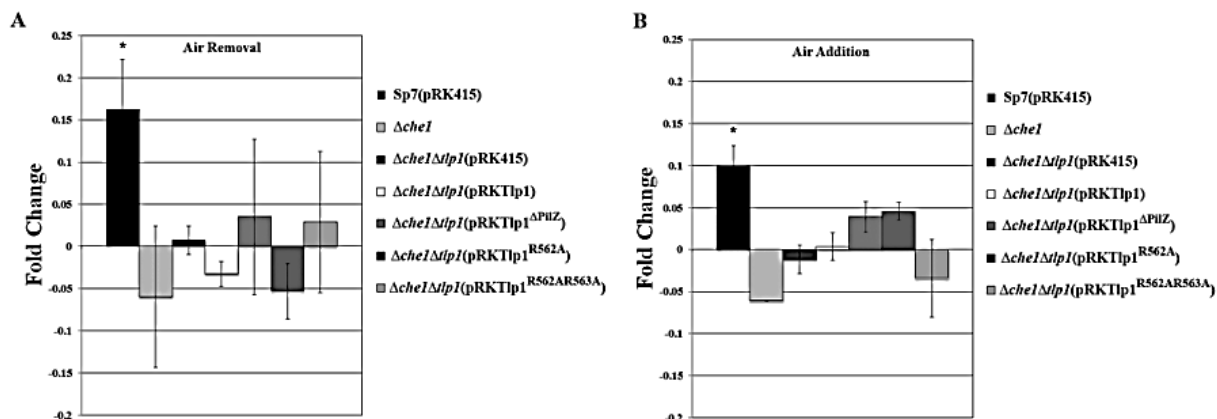 A
Air Removal
*
0.25
0.2
0.15
0.1
0.05
0
-0.05
-0.1
-0.15
-0.2
Fold Change
Sp7(pRK415)
Δche1
Δche1Δtlp1(pRK415)
Δche1Δtlp1(pRKTlp1)
Δche1Δtlp1(pRKTlp1ΔPilZ)
Δche1Δtlp1(pRKTlp1R562A)
Δche1Δtlp1(pRKTlp1R562AR563A)
B
Air Addition
*
0.25
0.2
0.15
0.1
0.05
0
-0.05
-0.1
-0.15
-0.2
Fold Change
Sp7(pRK415)
Δche1
Δche1Δtlp1(pRK415)
Δche1Δtlp1(pRKTlp1)
Δche1Δtlp1(pRKTlp1ΔPilZ)
Δche1Δtlp1(pRKTlp1R562A)
Δche1Δtlp1(pRKTlp1R562AR563A)